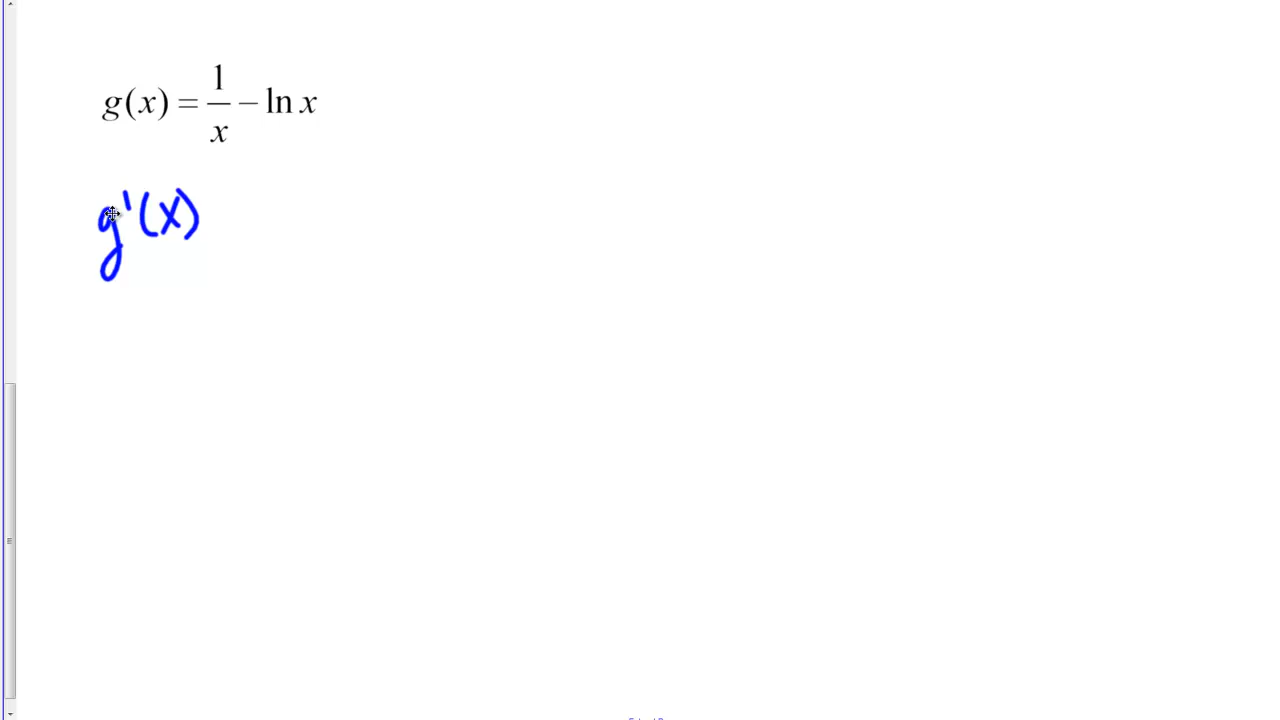 g(x) = 1/x − ln x
g'(x)